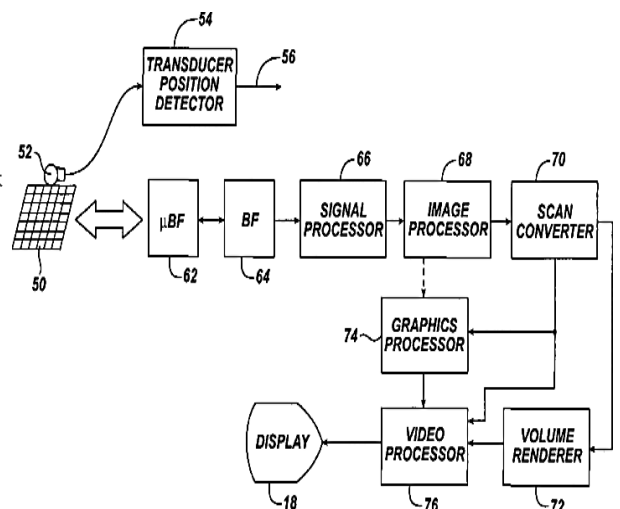 54
TRANSDUCER
POSITION
DETECTOR
56
52
50
μBF
62
BF
64
66
SIGNAL
PROCESSOR
68
IMAGE
PROCESSOR
70
SCAN
CONVERTER
74
GRAPHICS
PROCESSOR
DISPLAY
18
VIDEO
PROCESSOR
76
VOLUME
RENDERER
72